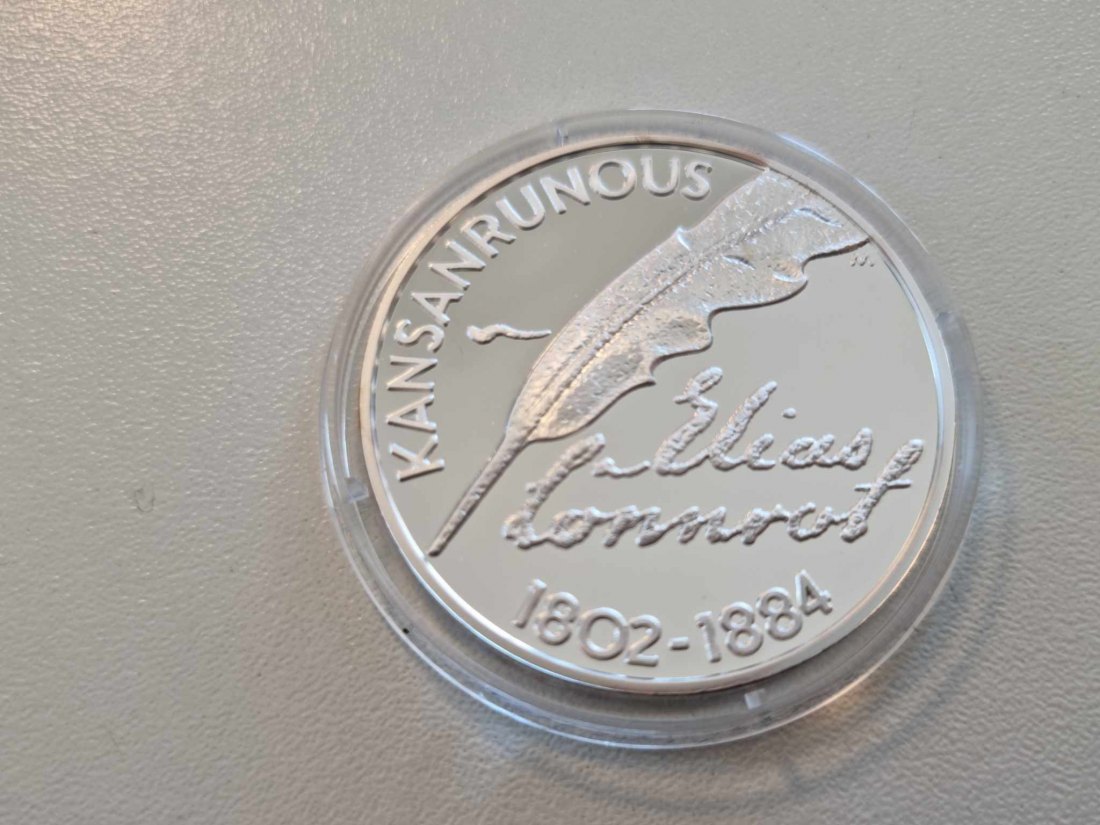 KANSANRUNOUS
M
Elias
Lönnrot
1802-1884